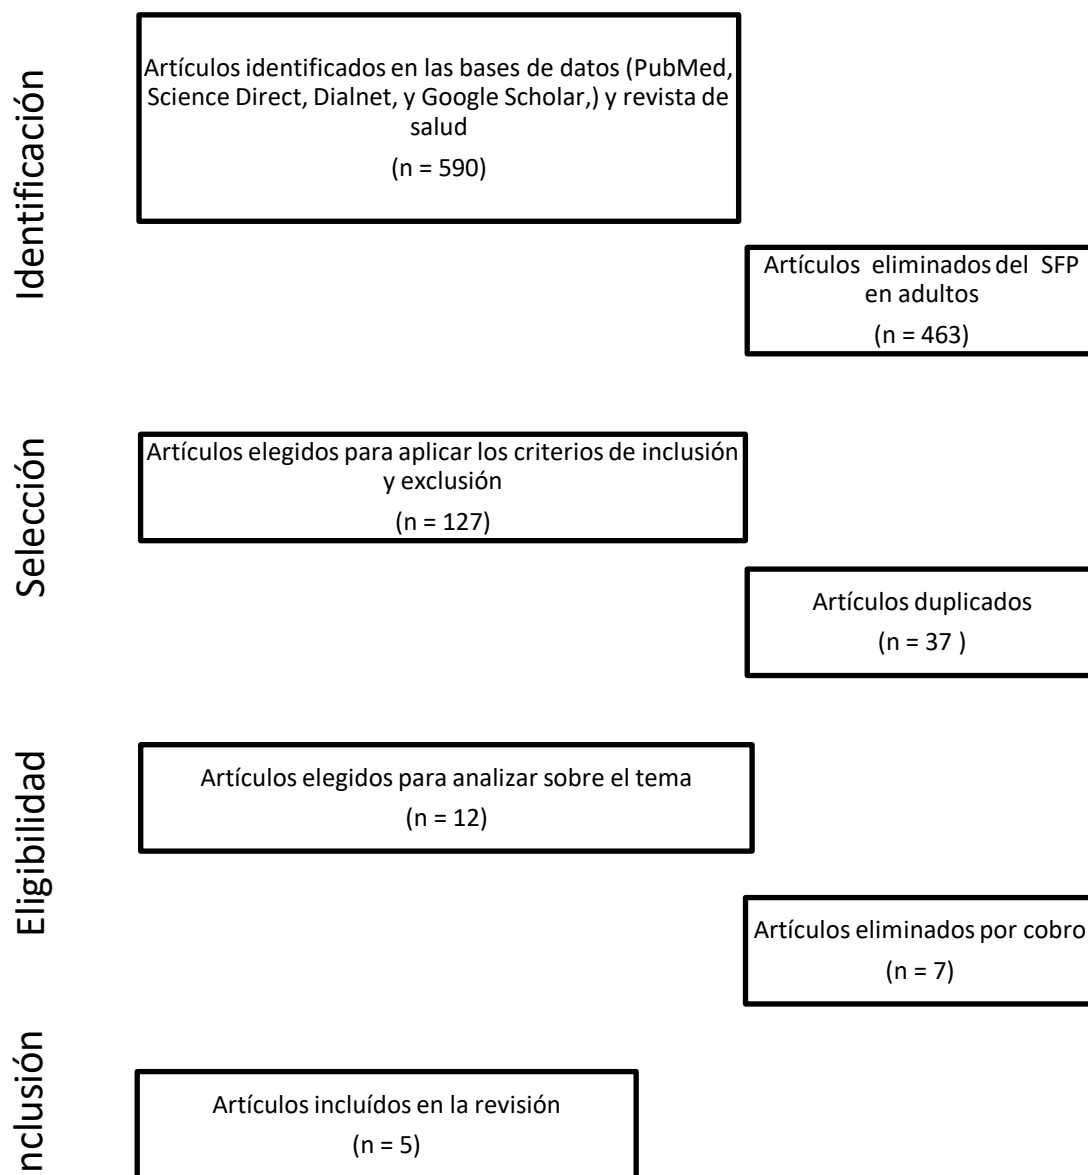 Identificación
Artículos identificados en las bases de datos (PubMed,
Science Direct, Dialnet, y Google Scholar,) y revista de
salud
(n = 590)
Artículos eliminados del SFP
en adultos
(n = 463)
Selección
Artículos elegidos para aplicar los criterios de inclusión
y exclusión
(n = 127)
Artículos duplicados
(n = 37 )
Eligibilidad
Artículos elegidos para analizar sobre el tema
(n = 12)
Artículos eliminados por cobro
(n = 7)
nclusión
Artículos incluídos en la revisión
(n = 5)